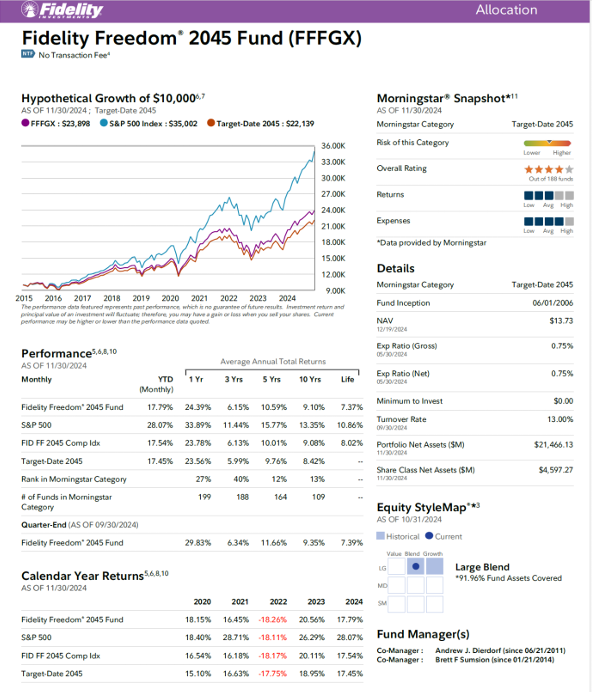 Fidelity
INVESTMENTS
Allocation
Fidelity Freedom® 2045 Fund (FFFGX)
NTF No Transaction Fee⁴
Hypothetical Growth of $10,000⁶,⁷
AS OF 11/30/2024 ; Target-Date 2045
FFFGX : $23,898 S&P 500 Index : $35,002 Target-Date 2045 : $22,139
36.00K
33.00K
30.00K
27.00K
24.00K
21.00K
18.00K
15.00K
12.00K
9.00K
2015 2016 2017 2018 2019 2020 2021 2022 2023 2024
The performance data featured represents past performance, which is no guarantee of future results. Investment return and
principal value of an investment will fluctuate; therefore, you may have a gain or loss when you sell your shares. Current
performance may be higher or lower than the performance data quoted.
Performance⁵,⁶,⁸,¹⁰
AS OF 11/30/2024
Average Annual Total Returns
Monthly YTD 1 Yr 3 Yrs 5 Yrs 10 Yrs Life
(Monthly)
Fidelity Freedom® 2045 Fund 17.79% 24.39% 6.15% 10.59% 9.10% 7.37%
S&P 500 28.07% 33.89% 11.44% 15.77% 13.35% 10.86%
FID FF 2045 Comp Idx 17.54% 23.78% 6.13% 10.01% 9.08% 8.02%
Target-Date 2045 17.45% 23.56% 5.99% 9.76% 8.42% --
Rank in Morningstar Category 27% 40% 12% 13% --
# of Funds in Morningstar 199 188 164 109 --
Category
Quarter-End (AS OF 09/30/2024)
Fidelity Freedom® 2045 Fund 29.83% 6.34% 11.66% 9.35% 7.39%
Calendar Year Returns⁵,⁶,⁸,¹⁰
AS OF 11/30/2024
2020 2021 2022 2023 2024
Fidelity Freedom® 2045 Fund 18.15% 16.45% -18.26% 20.56% 17.79%
S&P 500 18.40% 28.71% -18.11% 26.29% 28.07%
FID FF 2045 Comp Idx 16.54% 16.18% -18.17% 20.11% 17.54%
Target-Date 2045 15.10% 16.63% -17.75% 18.95% 17.45%
Morningstar® Snapshot*¹¹
AS OF 11/30/2024
Morningstar Category Target-Date 2045
Risk of this Category
Lower Higher
Overall Rating
Out of 188 funds
Returns
Low Avg High
Expenses
Low Avg High
*Data provided by Morningstar
Details
Morningstar Category Target-Date 2045
Fund Inception 06/01/2006
NAV $13.73
12/19/2024
Exp Ratio (Gross) 0.75%
05/30/2024
Exp Ratio (Net) 0.75%
05/30/2024
Minimum to Invest $0.00
Turnover Rate 13.00%
09/30/2024
Portfolio Net Assets ($M) $21,466.13
11/30/2024
Share Class Net Assets ($M) $4,597.27
11/30/2024
Equity StyleMap®*³
AS OF 10/31/2024
Historical Current
Value Blend Growth
LG
MD
SM
Large Blend
*91.96% Fund Assets Covered
Fund Manager(s)
Co-Manager : Andrew J. Dierdorf (since 06/21/2011)
Co-Manager : Brett F Sumsion (since 01/21/2014)